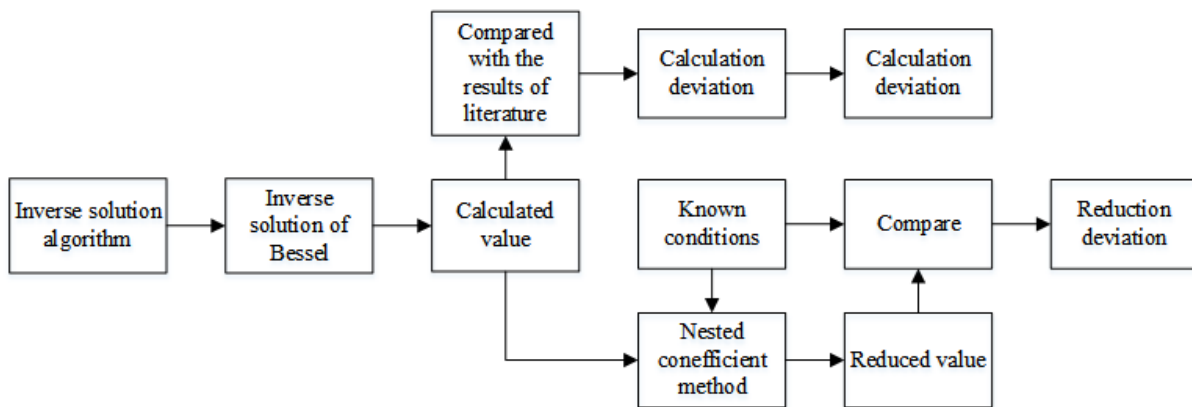 Compared
with the
results of
literature
Calculation
deviation
Calculation
deviation
Inverse solution
algorithm
Inverse
solution of
Bessel
Calculated
value
Known
conditions
Compare
Reduction
deviation
Nested
conefficient
method
Reduced value